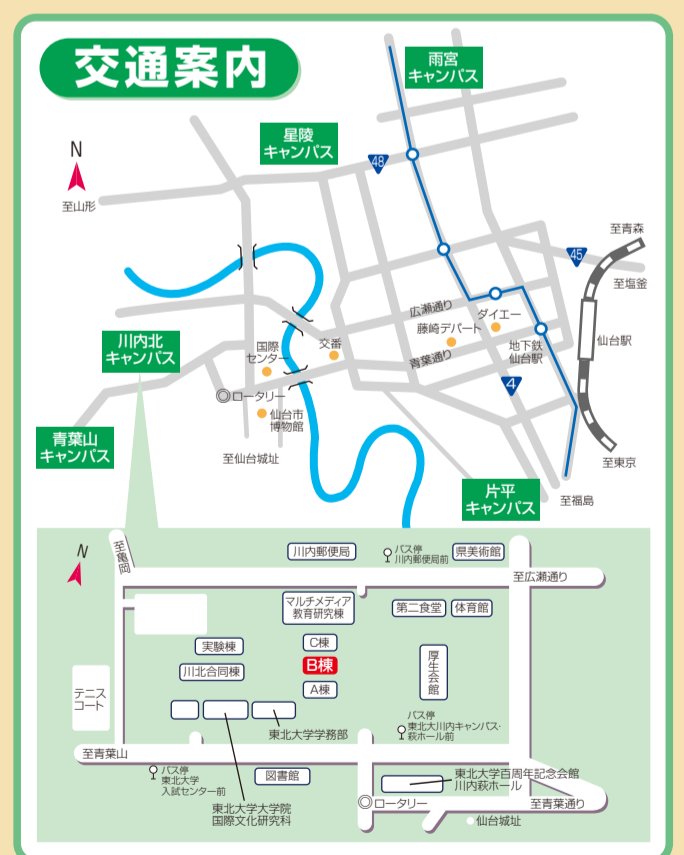 交通案内
雨宮
キャンパス
星陵
キャンパス
48
N
至山形
至青森
45
至塩釜
広瀬通り
ダイエー
藤崎デパート
地下鉄
仙台駅
仙台駅
川内北
キャンパス
国際
センター
交番
青葉通り
4
ロータリー
仙台市
博物館
青葉山
キャンパス
至仙台城址
至東京
片平
キャンパス
至福島
N
至亀岡
川内郵便局
バス停
川内郵便局前
県美術館
至広瀬通り
マルチメディア
教育研究棟
第二食堂
体育館
実験棟
C棟
川北合同棟
B棟
A棟
厚生会館
テニス
コート
東北大学学務部
バス停
東北大川内キャンパス・
萩ホール前
至青葉山
バス停
東北大学
入試センター前
図書館
東北大学百周年記念会館
川内萩ホール
東北大学大学院
国際文化研究科
ロータリー
至青葉通り
仙台城址